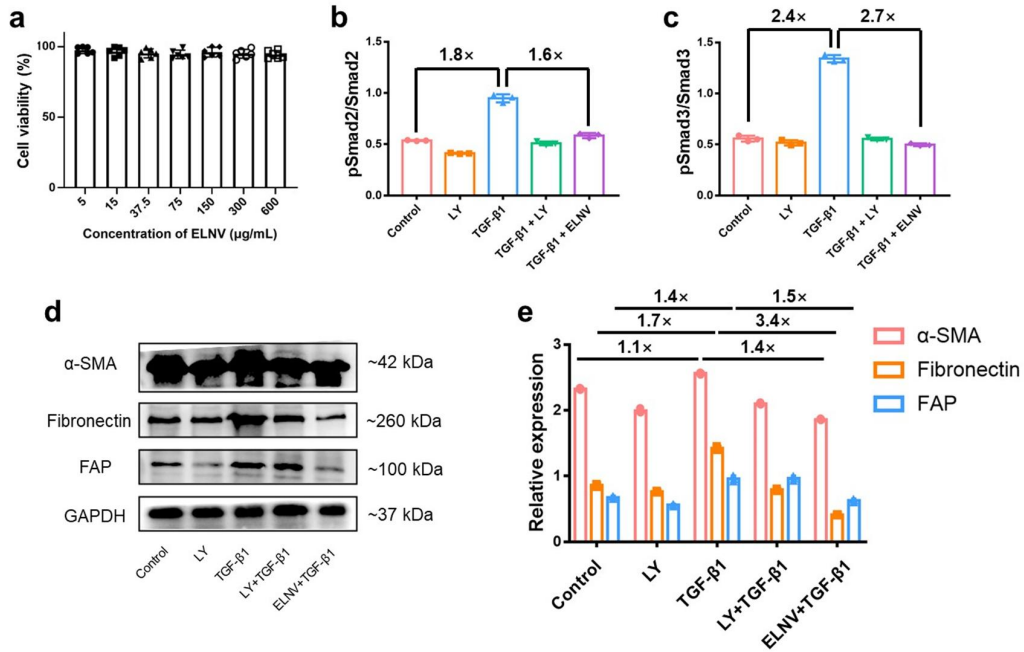 a
Cell viability (%)
100
50
0
5
15
37.5
75
150
300
600
Concentration of ELNV (μg/mL)
b
pSmad2/Smad2
1.5
1.0
0.5
0.0
1.8×
1.6×
Control
LY
TGF-β1
TGF-β1 + LY
TGF-β1 + ELNV
c
pSmad3/Smad3
1.5
1.0
0.5
0.0
2.4×
2.7×
Control
LY
TGF-β1
TGF-β1 + LY
TGF-β1 + ELNV
d
α-SMA
~42 kDa
Fibronectin
~260 kDa
FAP
~100 kDa
GAPDH
~37 kDa
Control
LY
TGF-β1
LY+TGF-β1
ELNV+TGF-β1
e
1.4×
1.5×
1.7×
3.4×
1.1×
1.4×
Relative expression
3
2
1
0
Control
LY
TGF-β1
LY+TGF-β1
ELNV+TGF-β1
α-SMA
Fibronectin
FAP